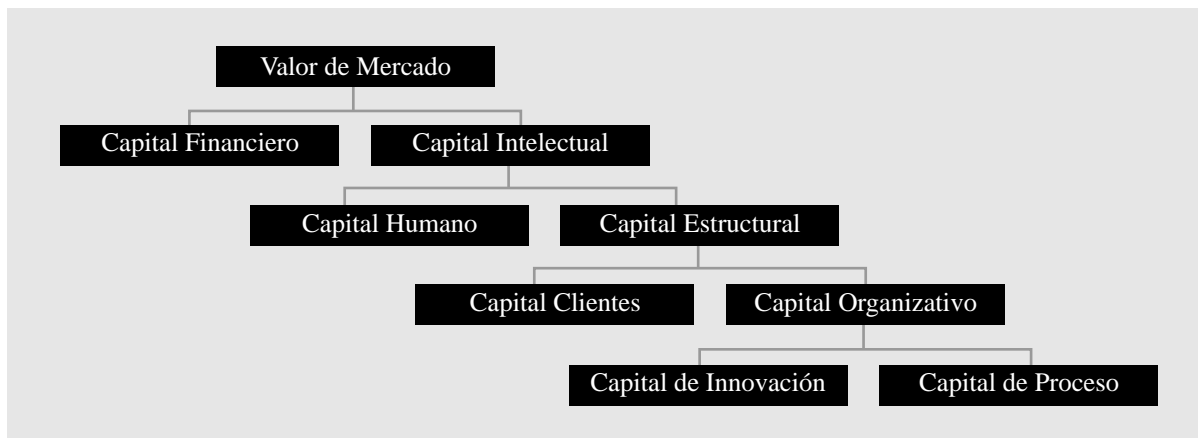 Valor de Mercado
Capital Financiero
Capital Intelectual
Capital Humano
Capital Estructural
Capital Clientes
Capital Organizativo
Capital de Innovación
Capital de Proceso